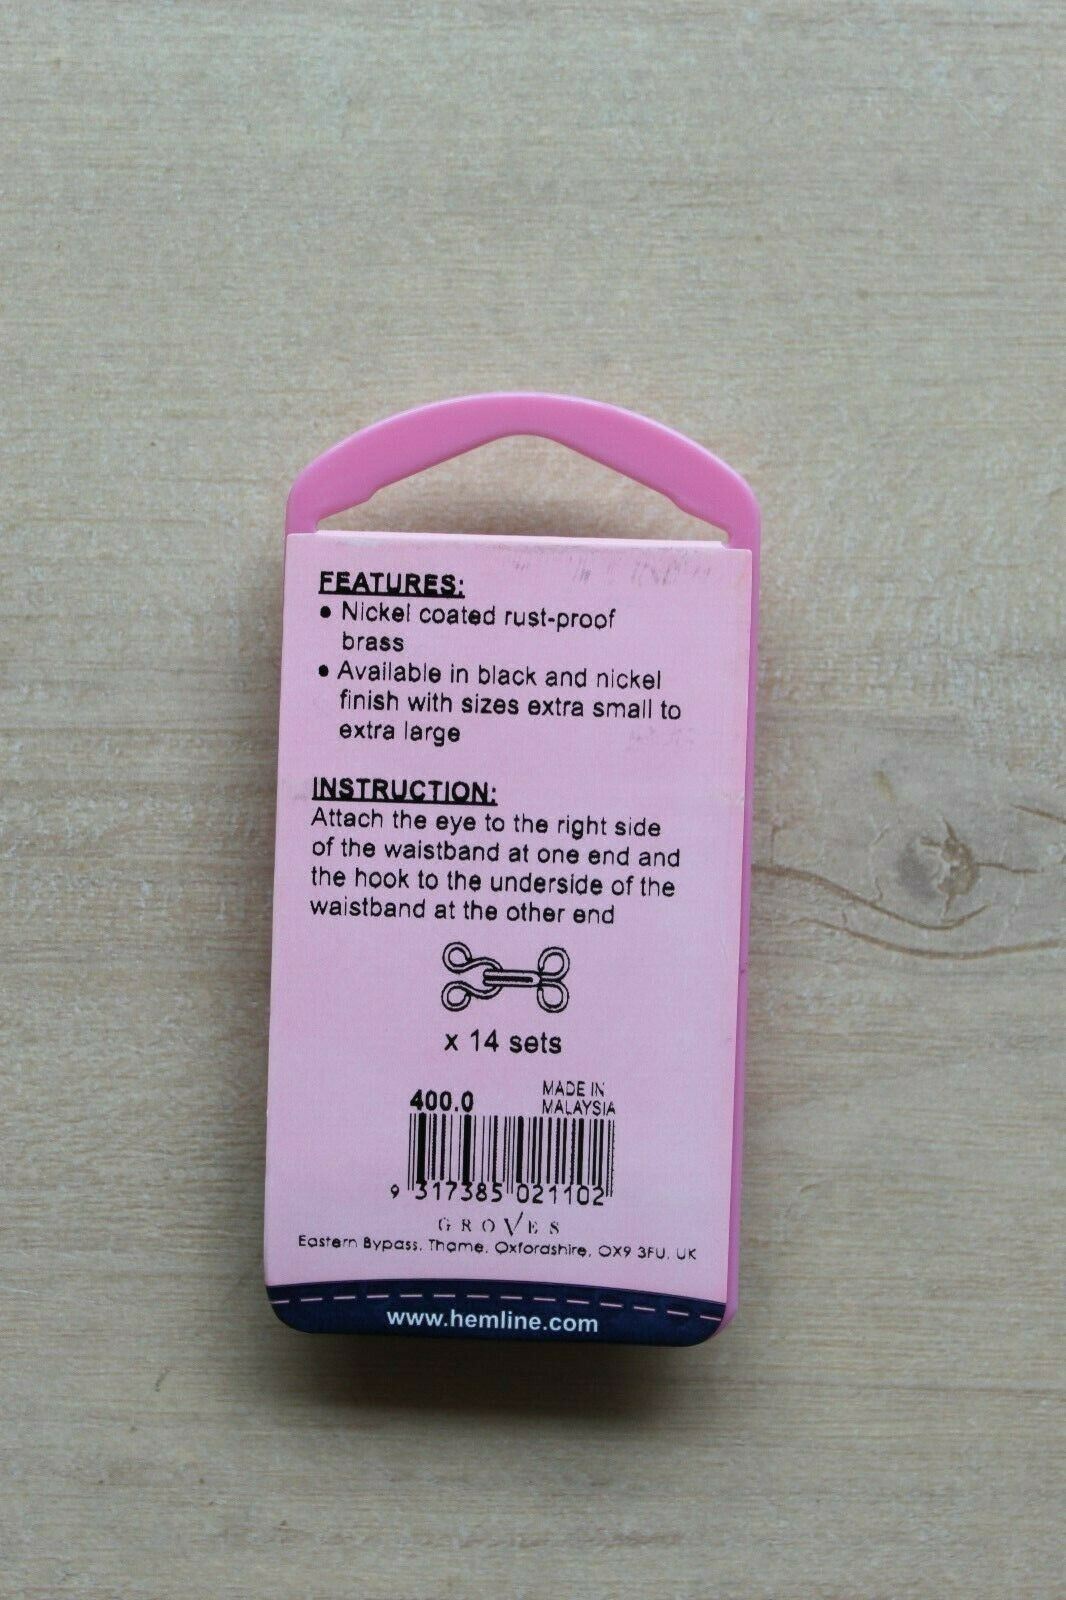 FEATURES:
• Nickel coated rust-proof
brass
• Available in black and nickel
finish with sizes extra small to
extra large
INSTRUCTION:
Attach the eye to the right side
of the waistband at one end and
the hook to the underside of the
waistband at the other end
x 14 sets
400.0
MADE IN
MALAYSIA
9 317385 021102
GROVES
Eastern Bypass, Thame, Oxfordshire, OX9 3FU, UK
www.hemline.com